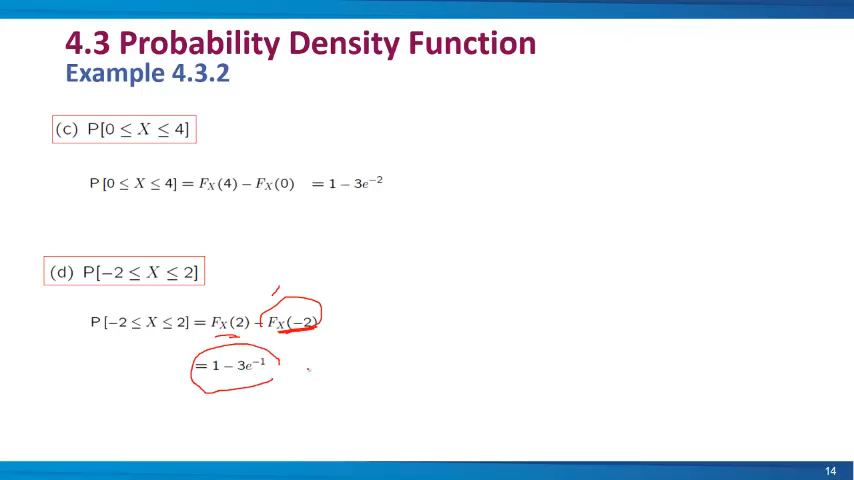 4.3 Probability Density Function
Example 4.3.2
(c) P[0 ≤ X ≤ 4]
P [0 ≤ X ≤ 4] = F_X(4) − F_X(0) = 1 − 3e^{−2}
(d) P[−2 ≤ X ≤ 2]
P [−2 ≤ X ≤ 2] = F_X(2) − F_X(−2)
= 1 − 3e^{−1}
14